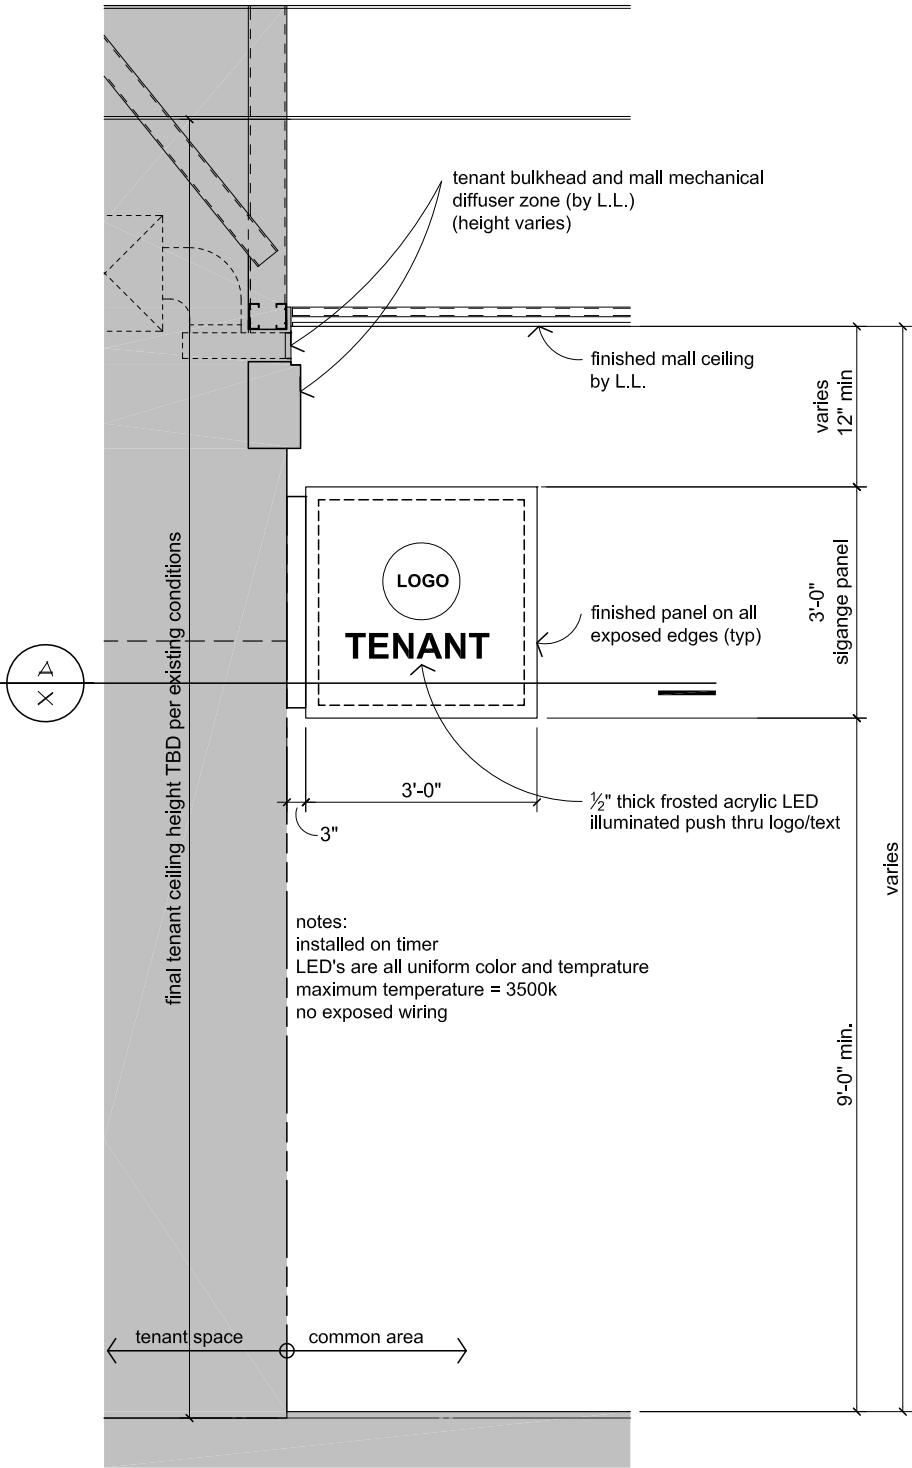 tenant bulkhead and mall mechanical
diffuser zone (by L.L.)
(height varies)
finished mall ceiling
by L.L.
varies
12" min
LOGO
TENANT
3'-0"
sigange panel
finished panel on all
exposed edges (typ)
final tenant ceiling height TBD per existing conditions
A
X
3'-0"
3"
½" thick frosted acrylic LED
illuminated push thru logo/text
varies
notes:
installed on timer
LED's are all uniform color and temprature
maximum temperature = 3500k
no exposed wiring
9'-0" min.
tenant space
common area